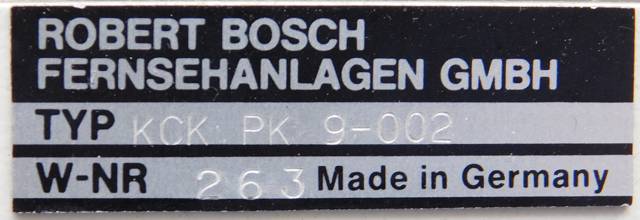 ROBERT BOSCH
FERNSEHANLAGEN GMBH
TYP KCK PK 9-002
W-NR 263 Made in Germany